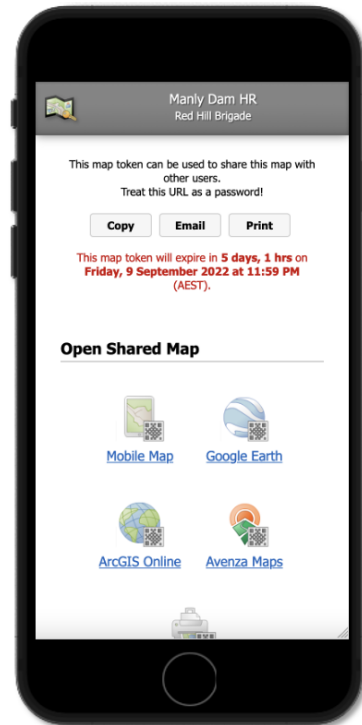 Manly Dam HR
Red Hill Brigade
This map token can be used to share this map with
other users.
Treat this URL as a password!
Copy Email Print
This map token will expire in 5 days, 1 hrs on
Friday, 9 September 2022 at 11:59 PM
(AEST).
Open Shared Map
Mobile Map Google Earth
ArcGIS Online Avenza Maps